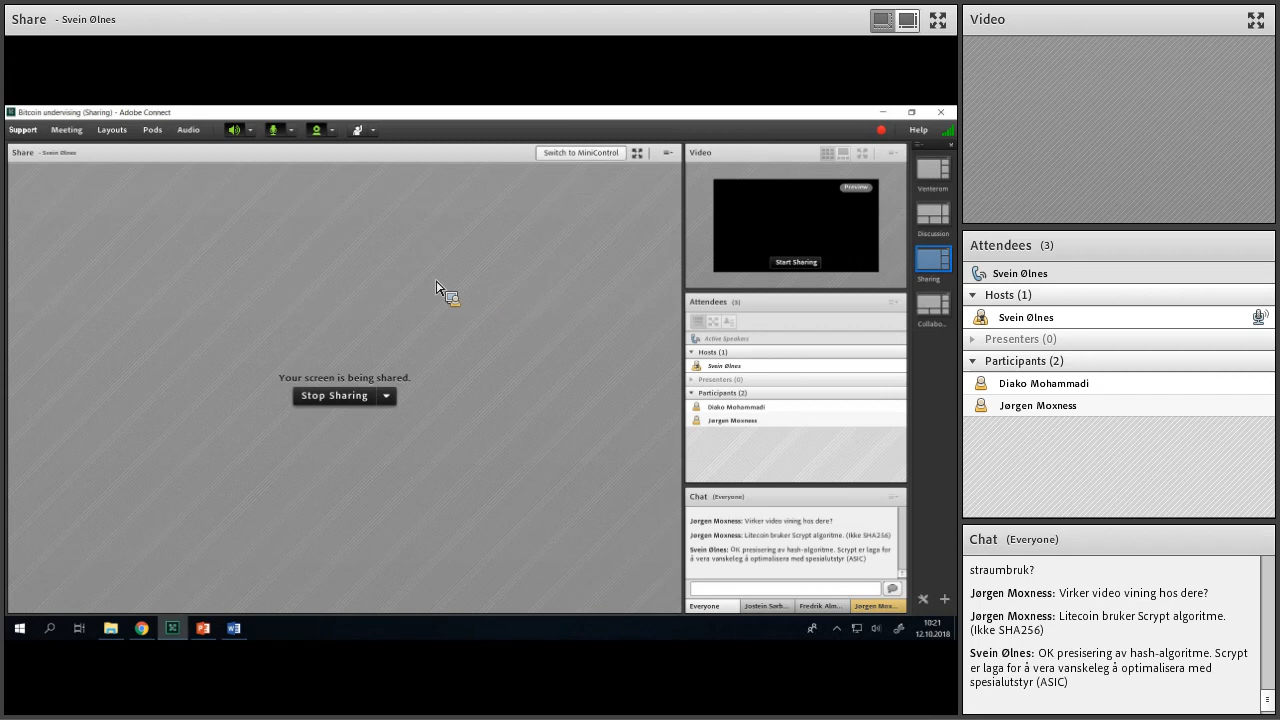 Share - Svein Ølnes
Bitcoin undervising (Sharing) - Adobe Connect
Support Meeting Layouts Pods Audio Help
Share - Svein Ølnes Switch to MiniControl
Your screen is being shared.
Stop Sharing
Video
Preview
Start Sharing
Attendees (3)
Active Speakers
Hosts (1)
Svein Ølnes
Presenters (0)
Participants (2)
Diako Mohammadi
Jørgen Moxness
Chat (Everyone)
Jørgen Moxness: Virker video vining hos dere?
Jørgen Moxness: Litecoin bruker Scrypt algoritme. (Ikke SHA256)
Svein Ølnes: OK presisering av hash-algoritme. Scrypt er laga for
å vera vanskeleg å optimalisera med spesialutstyr (ASIC)
Everyone Jostein Sørb... Fredrik Alm... Jørgen Mox...
Venterom
Discussion
Sharing
Collabo...
10:21
12.10.2018
Video
Attendees (3)
Svein Ølnes
Hosts (1)
Svein Ølnes
Presenters (0)
Participants (2)
Diako Mohammadi
Jørgen Moxness
Chat (Everyone)
straumbruk?
Jørgen Moxness: Virker video vining hos dere?
Jørgen Moxness: Litecoin bruker Scrypt algoritme.
(Ikke SHA256)
Svein Ølnes: OK presisering av hash-algoritme. Scrypt
er laga for å vera vanskeleg å optimalisera med
spesialutstyr (ASIC)